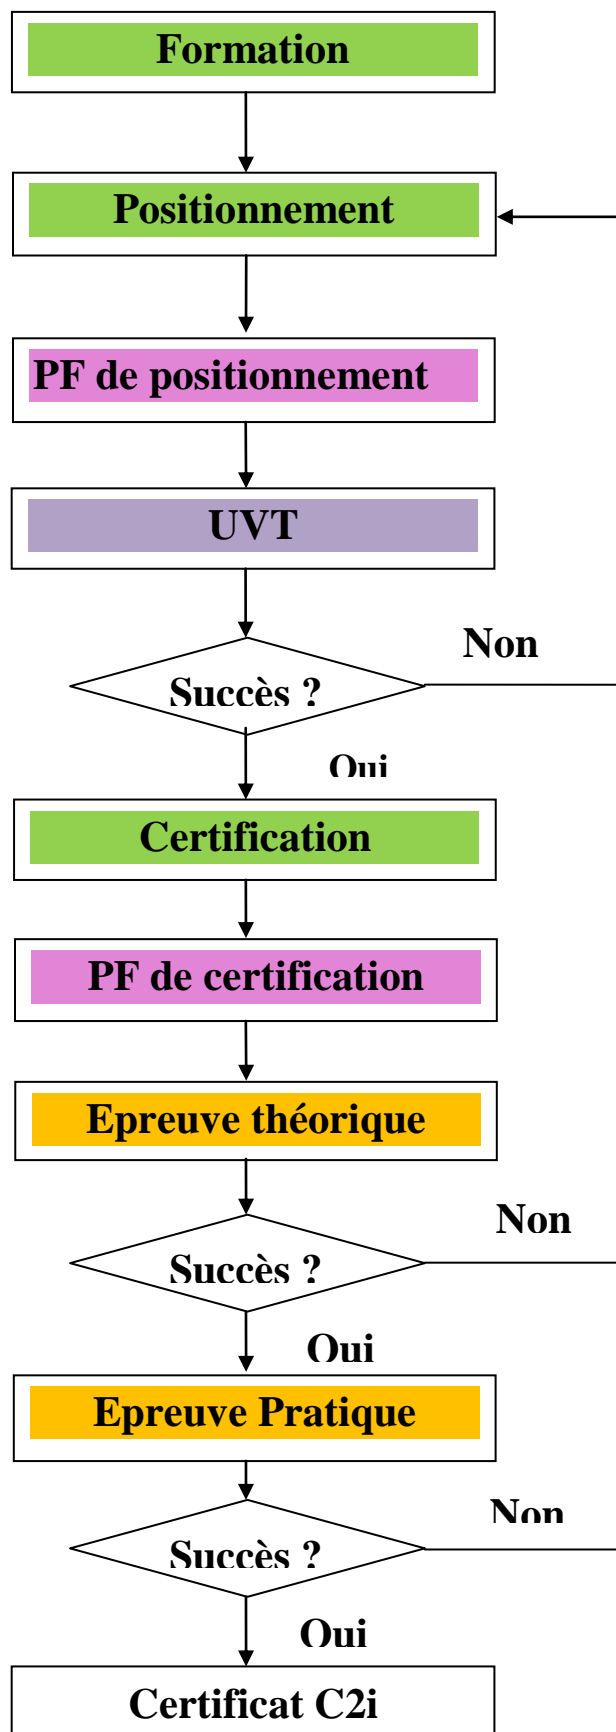 Formation
Positionnement
PF de positionnement
UVT
Non
Succès ?
Oui
Certification
PF de certification
Epreuve théorique
Non
Succès ?
Oui
Epreuve Pratique
Non
Succès ?
Oui
Certificat C2i